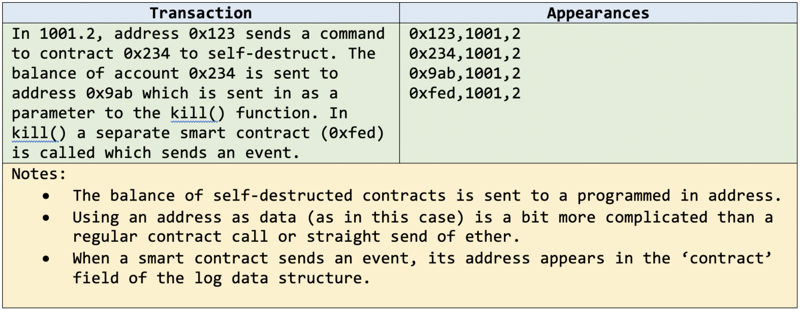 Transaction
Appearances
In 1001.2, address 0x123 sends a command
to contract 0x234 to self-destruct. The
balance of account 0x234 is sent to
address 0x9ab which is sent in as a
parameter to the kill() function. In
kill() a separate smart contract (0xfed)
is called which sends an event.
0x123,1001,2
0x234,1001,2
0x9ab,1001,2
0xfed,1001,2
Notes:
• The balance of self-destructed contracts is sent to a programmed in address.
• Using an address as data (as in this case) is a bit more complicated than a
regular contract call or straight send of ether.
• When a smart contract sends an event, its address appears in the ‘contract’
field of the log data structure.